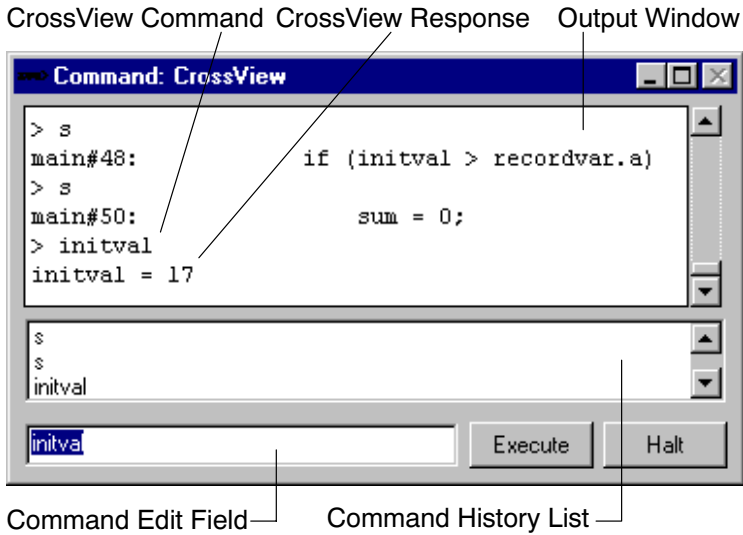 CrossView Command CrossView Response Output Window
Command: CrossView
> s
main#48: if (initval > recordvar.a)
> s
main#50: sum = 0;
> initval
initval = 17
s
s
initval
initval
Execute
Halt
Command Edit Field
Command History List